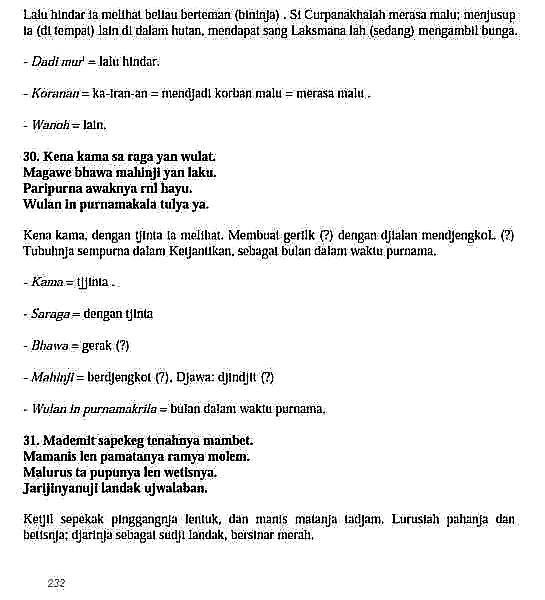 Lalu hindar ia melihat beliau berteman (bininja) . Si Curpanakhalah merasa malu; menjusup
ia (di tempat) lain di dalam hutan, mendapat sang Laksmana lah (sedang) mengambil bunga.
- Dadi mur' = lalu hindar.
- Koranan = ka-iran-an = mendjadi korban malu = merasa malu .
- Wanoh = lain.
30. Kena kama sa raga yan wulat.
Magawe bhawa mahinji yan laku.
Paripurna awaknya rni hayu.
Wulan in purnamakala tulya ya.
Kena kama, dengan tjinta ia melihat. Membuat gerik (?) dengan djialan mendjengkol. (?)
Tubuhnja sempurna dalam Ketjantikan, sebagai bulan dalam waktu purnama.
- Kama = tjjinta .
- Saraga = dengan tjinta
- Bhawa = gerak (?)
- Mahinji = berdjengkot (?), Djawa: djindjit (?)
- Wulan in purnamakrila = bulan dalam waktu purnama.
31. Mademit sapekeg tenahnya mambet.
Mamanis len pamatanya ramya molem.
Malurus ta pupunya len wetisnya.
Jarijinyanuji landak ujwalaban.
Ketjil sepekak pinggangnja lentuk, dan manis matanja tadjam. Lurusiah pahanja dan
betisnja; djarinja sebagai sudji landak, bersinar merah.
232